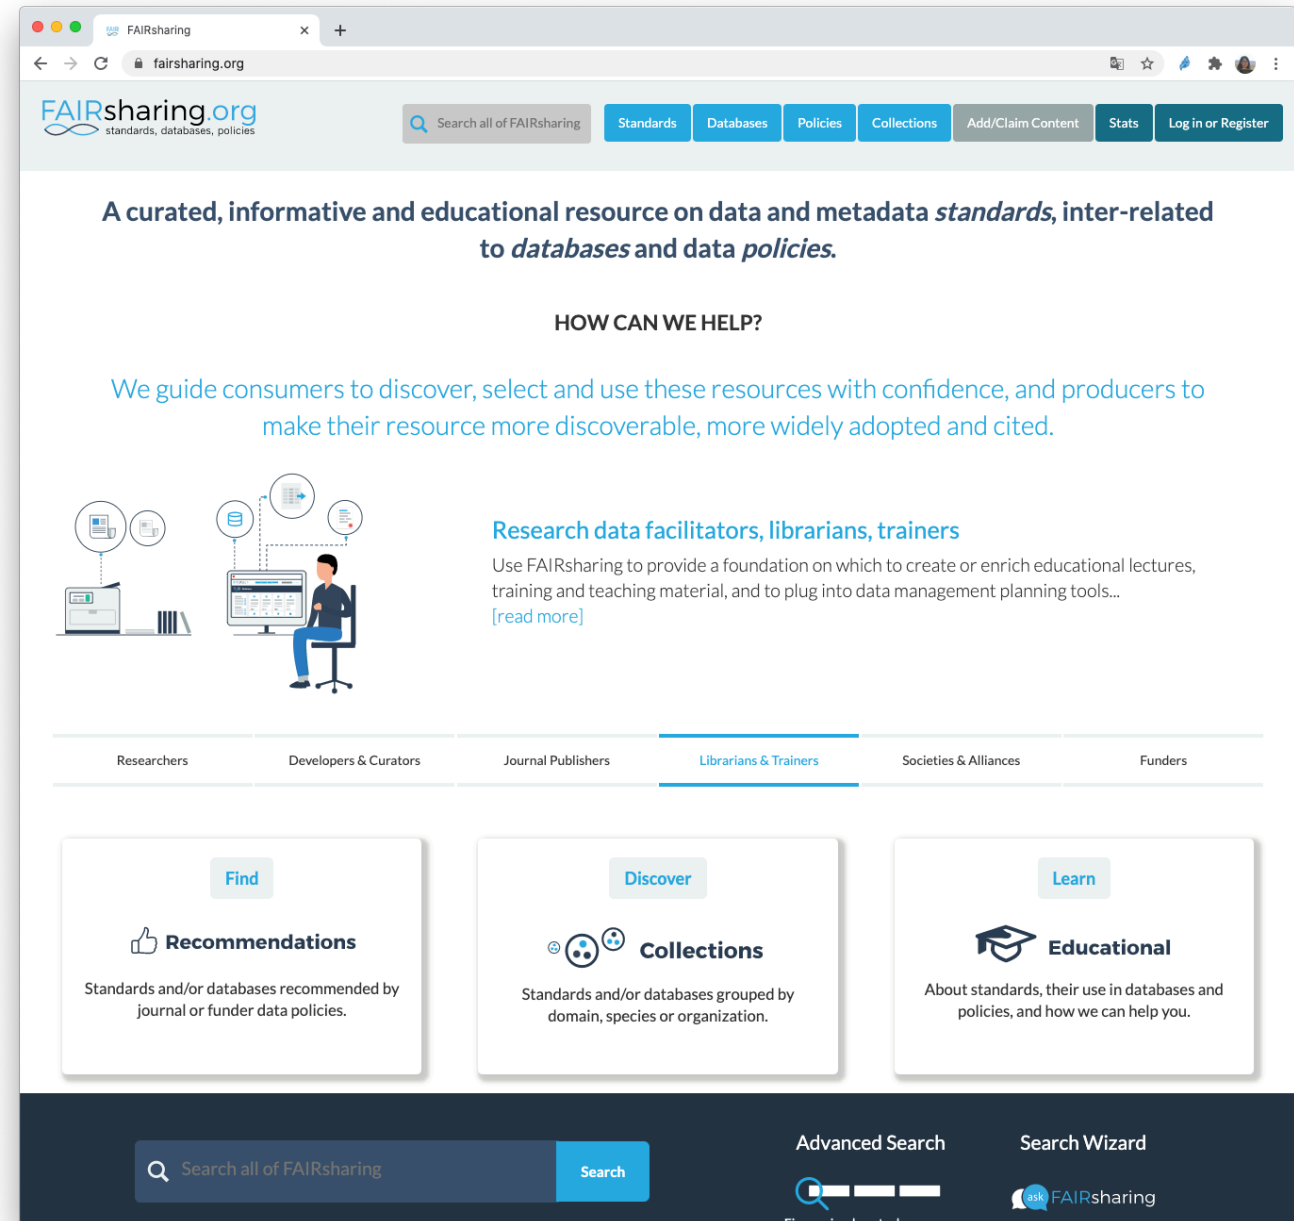 FAIRsharing
fairsharing.org
FAIRsharing.org
standards, databases, policies
Search all of FAIRsharing
Standards
Databases
Policies
Collections
Add/Claim Content
Stats
Log in or Register
A curated, informative and educational resource on data and metadata standards, inter-related
to databases and data policies.
HOW CAN WE HELP?
We guide consumers to discover, select and use these resources with confidence, and producers to
make their resource more discoverable, more widely adopted and cited.
Research data facilitators, librarians, trainers
Use FAIRsharing to provide a foundation on which to create or enrich educational lectures,
training and teaching material, and to plug into data management planning tools...
[read more]
Researchers
Developers & Curators
Journal Publishers
Librarians & Trainers
Societies & Alliances
Funders
Find
Recommendations
Standards and/or databases recommended by
journal or funder data policies.
Discover
Collections
Standards and/or databases grouped by
domain, species or organization.
Learn
Educational
About standards, their use in databases and
policies, and how we can help you.
Search all of FAIRsharing
Search
Advanced Search
Search Wizard
ask FAIRsharing